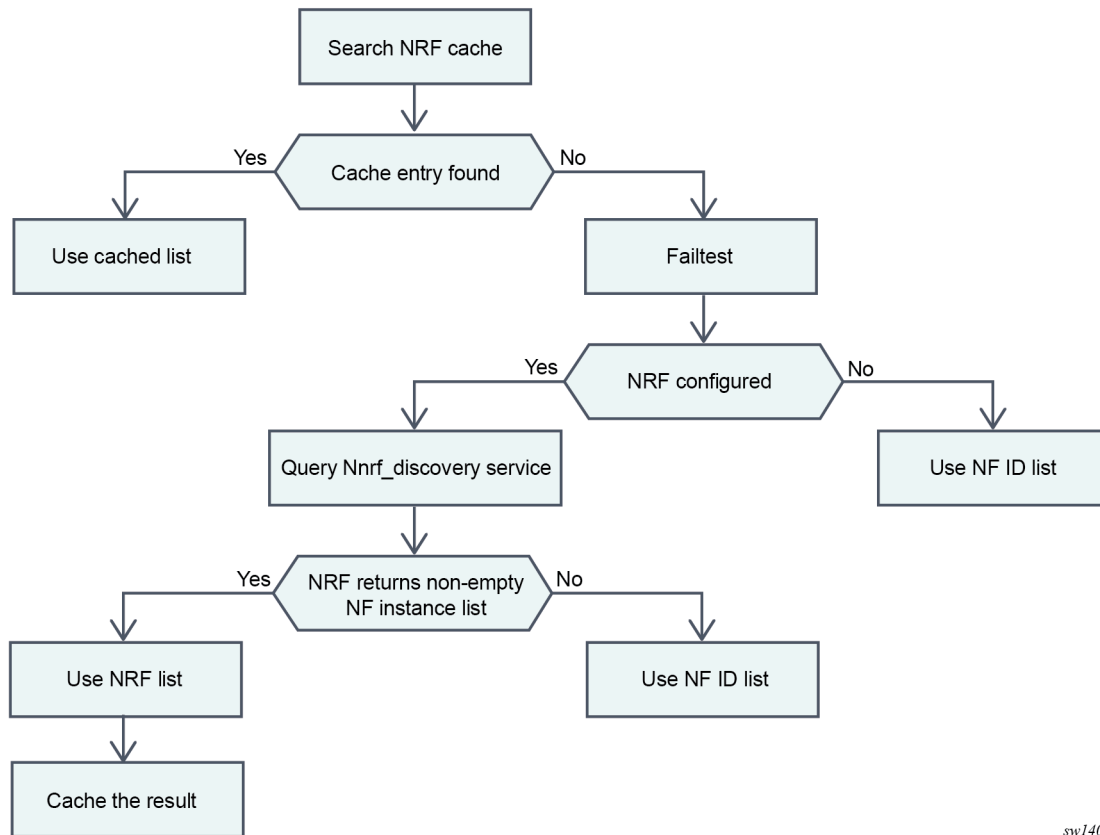 Search NRF cache
Yes
No
Cache entry found
Use cached list
Failtest
Yes
No
NRF configured
Query Nnrf_discovery service
Use NF ID list
Yes
No
NRF returns non-empty
NF instance list
Use NRF list
Use NF ID list
Cache the result